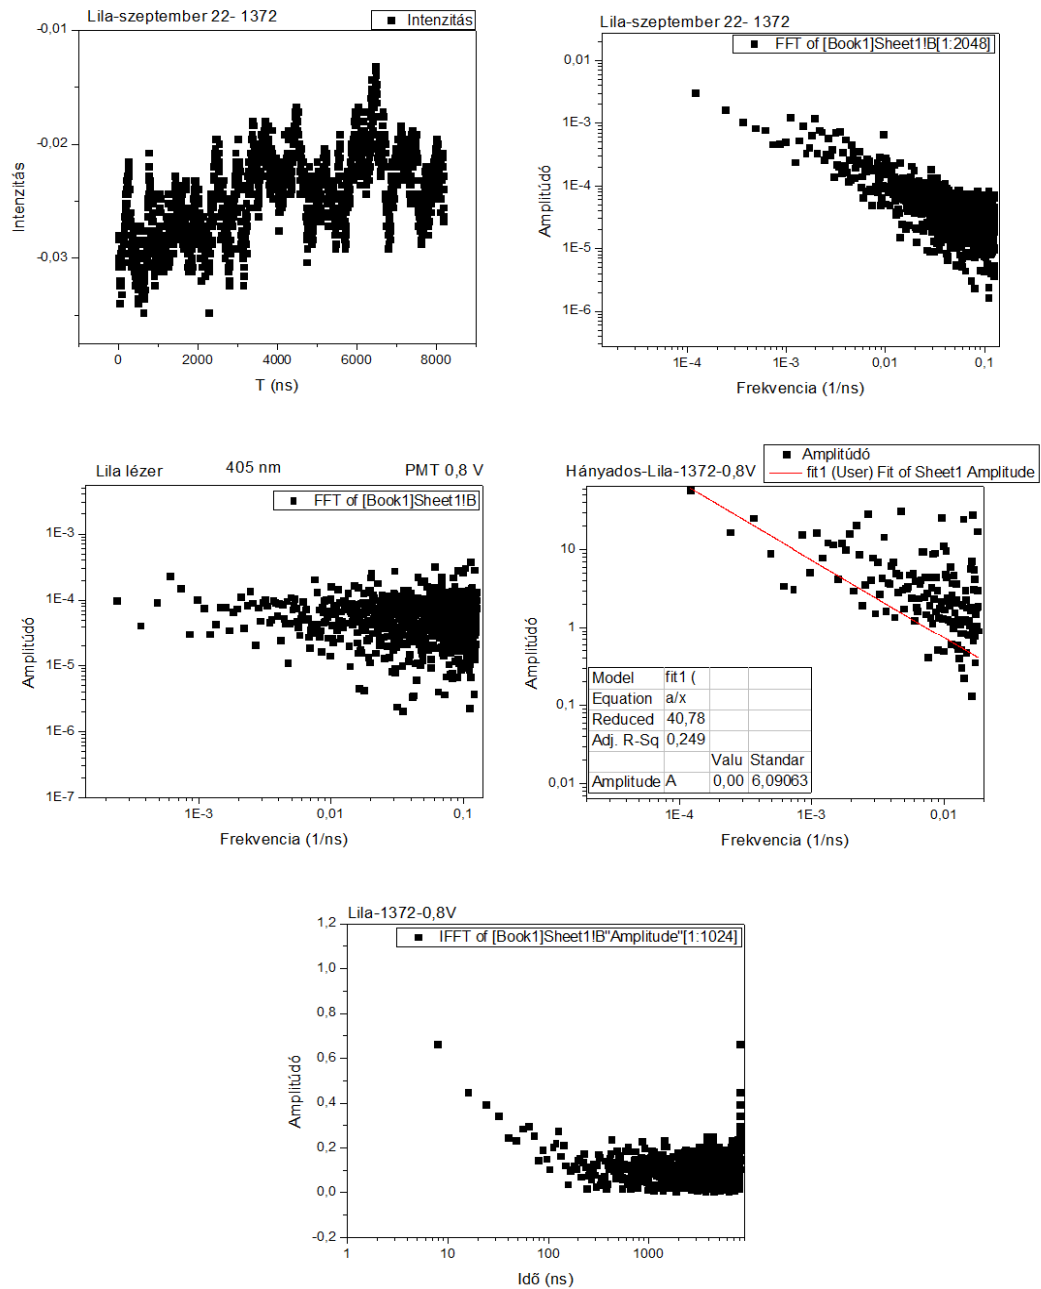 Lila-szeptember 22- 1372
Intenzitás
-0,01
-0,02
-0,03
Intenzitás
0 2000 4000 6000 8000
T (ns)
Lila-szeptember 22- 1372
FFT of [Book1]Sheet1!B[1:2048]
0,01
1E-3
1E-4
1E-5
1E-6
Amplitúdó
1E-4 1E-3 0,01 0,1
Frekvencia (1/ns)
Lila lézer 405 nm PMT 0,8 V
FFT of [Book1]Sheet1!B
1E-3
1E-4
1E-5
1E-6
1E-7
Amplitúdó
1E-3 0,01 0,1
Frekvencia (1/ns)
Hányados-Lila-1372-0,8V
Amplitúdó
fit1 (User) Fit of Sheet1 Amplitude
10
1
0,1
0,01
Amplitúdó
Model fit1 (
Equation a/x
Reduced 40,78
Adj. R-Sq 0,249
Valu Standar
Amplitude A 0,00 6,09063
1E-4 1E-3 0,01
Frekvencia (1/ns)
Lila-1372-0,8V
IFFT of [Book1]Sheet1!B"Amplitude"[1:1024]
1,2
1,0
0,8
0,6
0,4
0,2
0,0
-0,2
Amplitúdó
1 10 100 1000
Idő (ns)